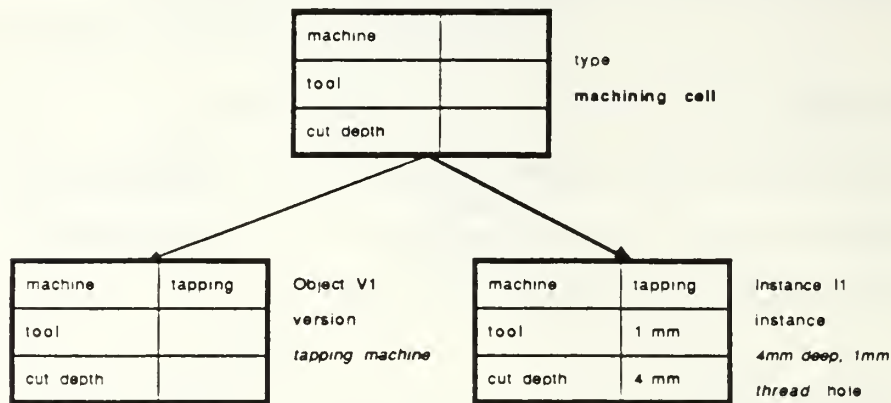 machine
tool
cut depth
type
machining cell
machine tapping
tool
cut depth
Object V1
version
tapping machine
machine tapping
tool 1 mm
cut depth 4 mm
Instance I1
instance
4mm deep, 1mm
thread hole